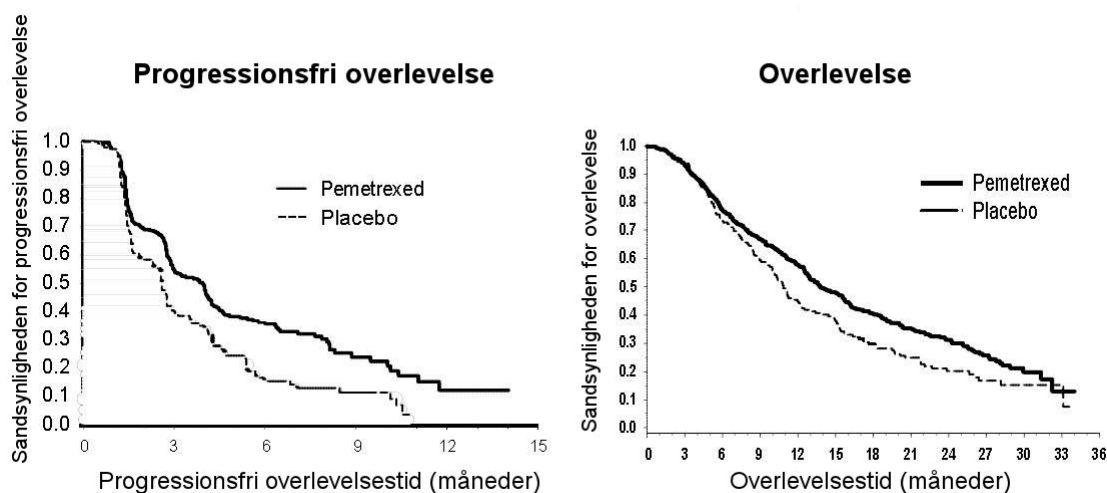 Progressionsfri overlevelse
Sandsynligheden for progressionsfri overlevelse
1.0
0.9
0.8
0.7
0.6
0.5
0.4
0.3
0.2
0.1
0.0
Pemetrexed
Placebo
0 3 6 9 12 15
Progressionsfri overlevelsestid (måneder)
Overlevelse
Sandsynligheden for overlevelse
1.0
0.9
0.8
0.7
0.6
0.5
0.4
0.3
0.2
0.1
0.0
Pemetrexed
Placebo
0 3 6 9 12 15 18 21 24 27 30 33 36
Overlevelsestid (måneder)